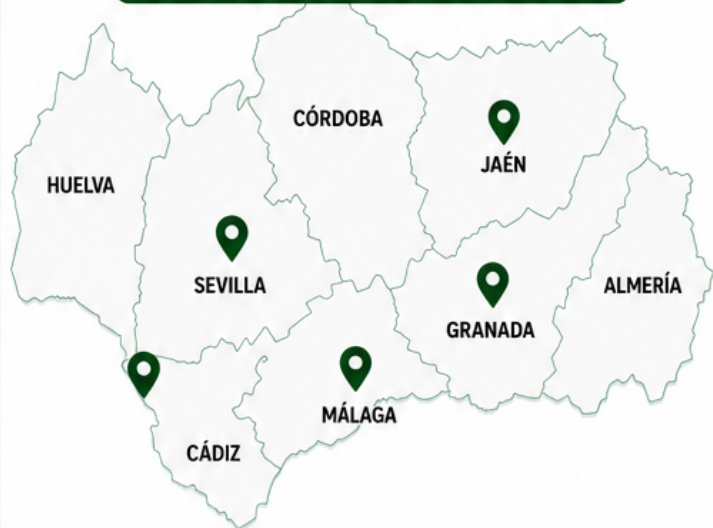 CÓRDOBA
JAÉN
HUELVA
SEVILLA
ALMERÍA
GRANADA
MÁLAGA
CÁDIZ